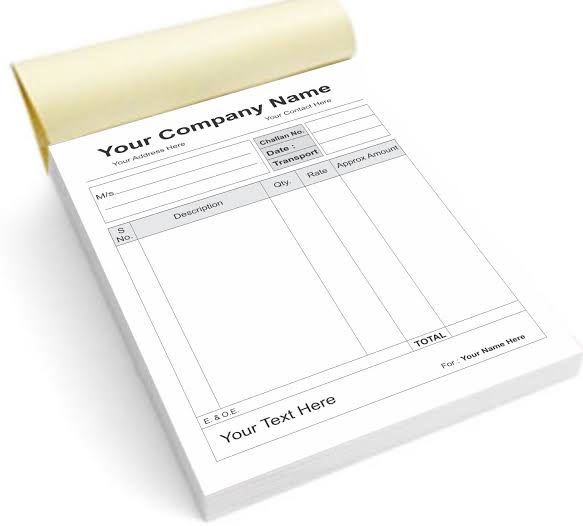 Your Company Name
Your Address Here Your Contact Here
M/s.
Challan No.
Date :
Transport
S No. Description Qty. Rate Approx Amount
TOTAL
E. & O.E.
For : Your Name Here
Your Text Here